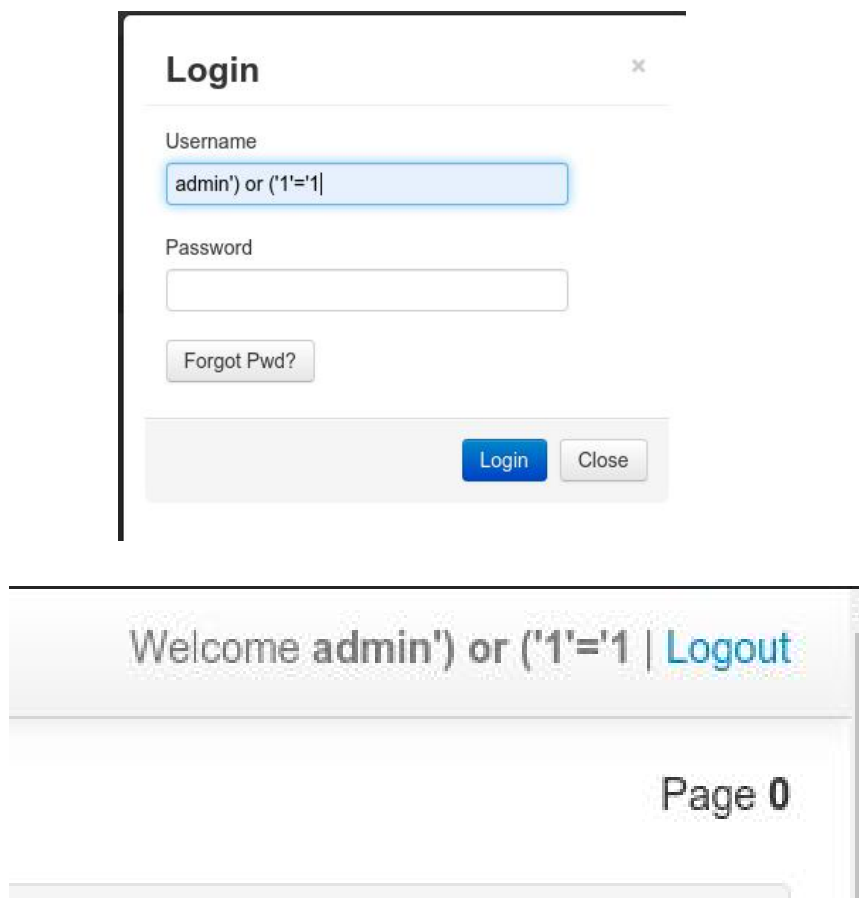 Login ×
Username
admin') or ('1'='1
Password
Forgot Pwd?
Login Close
Welcome admin') or ('1'='1 | Logout
Page 0